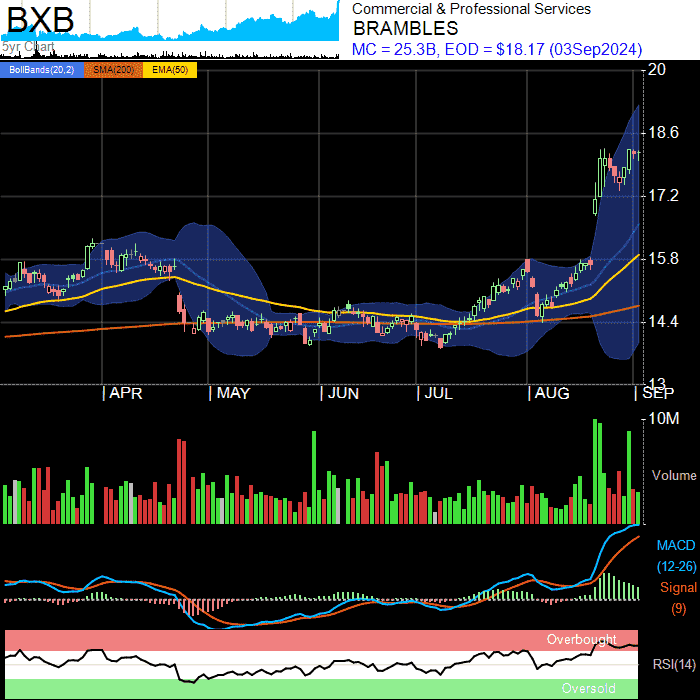 BXB
5yr Chart
Commercial & Professional Services
BRAMBLES
MC = 25.3B, EOD = $18.17 (03Sep2024)
BollBands(20,2) SMA(200) EMA(50)
20
18.6
17.2
15.8
14.4
13
APR MAY JUN JUL AUG SEP
10M
Volume
MACD
(12-26)
Signal
(9)
Overbought
RSI(14)
Oversold